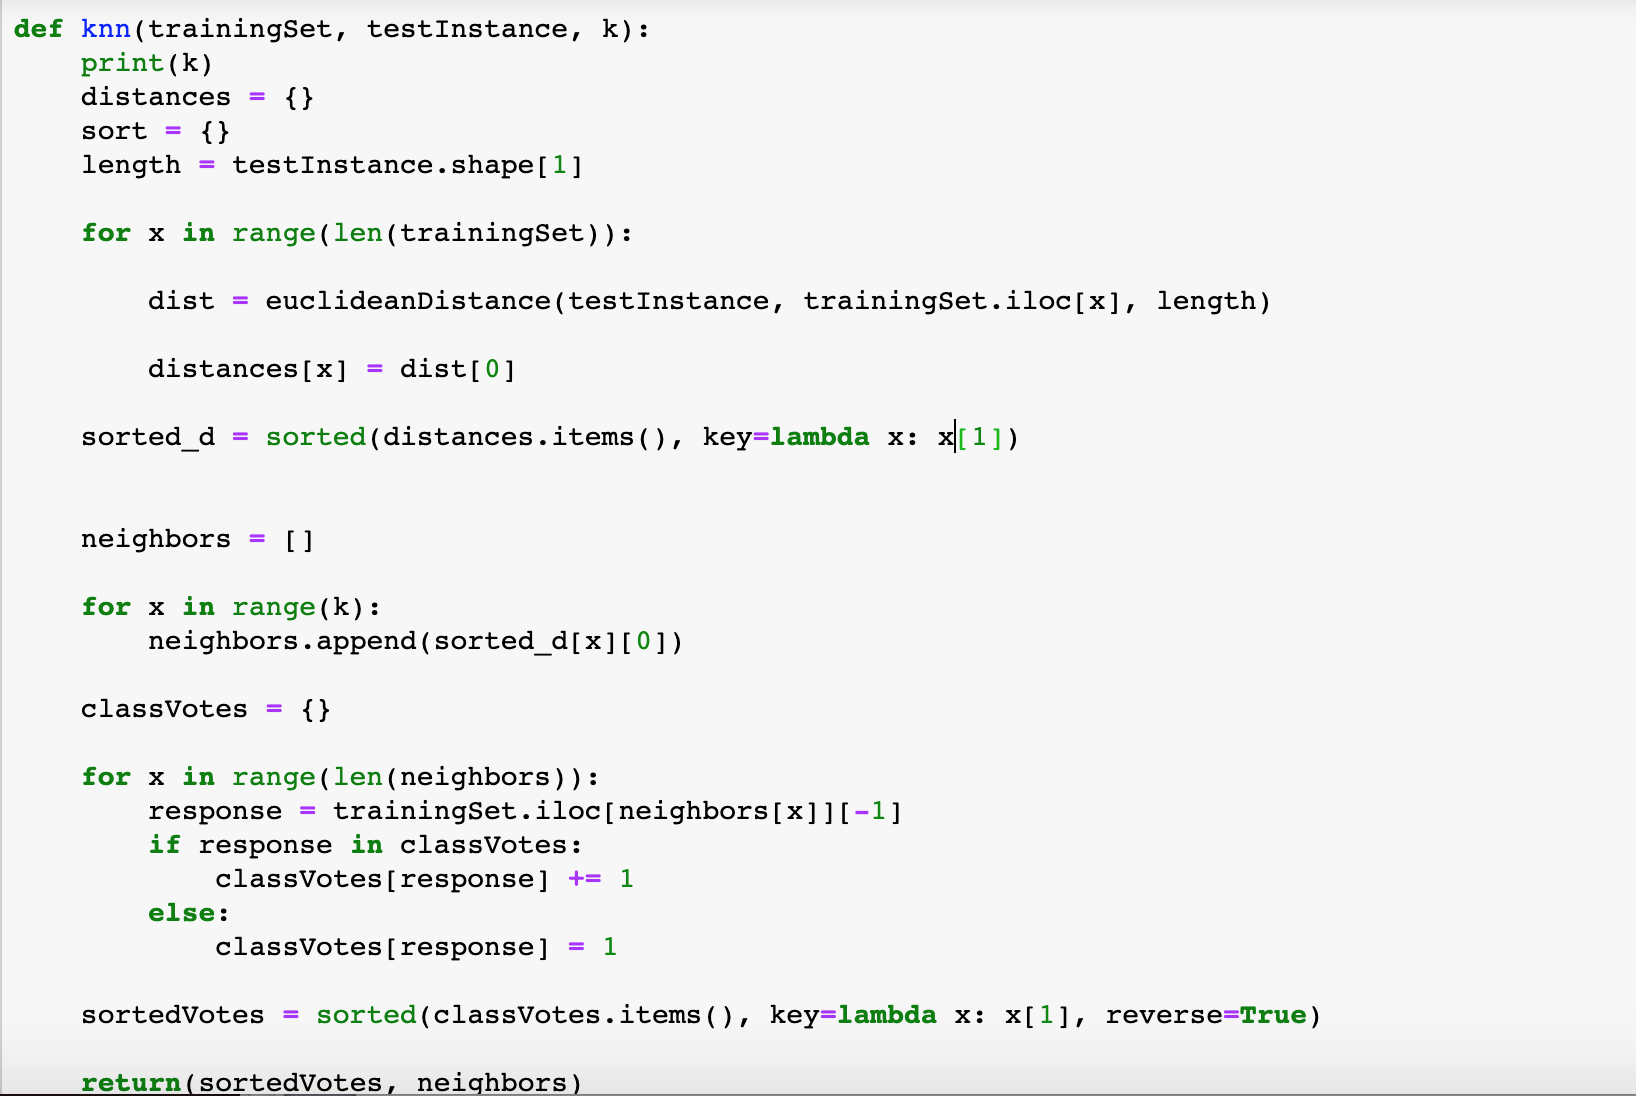 def knn(trainingSet, testInstance, k):
    print(k)
    distances = {}
    sort = {}
    length = testInstance.shape[1]

    for x in range(len(trainingSet)):

        dist = euclideanDistance(testInstance, trainingSet.iloc[x], length)

        distances[x] = dist[0]

    sorted_d = sorted(distances.items(), key=lambda x: x[1])


    neighbors = []

    for x in range(k):
        neighbors.append(sorted_d[x][0])

    classVotes = {}

    for x in range(len(neighbors)):
        response = trainingSet.iloc[neighbors[x]][-1]
        if response in classVotes:
            classVotes[response] += 1
        else:
            classVotes[response] = 1

    sortedVotes = sorted(classVotes.items(), key=lambda x: x[1], reverse=True)

    return(sortedVotes, neighbors)